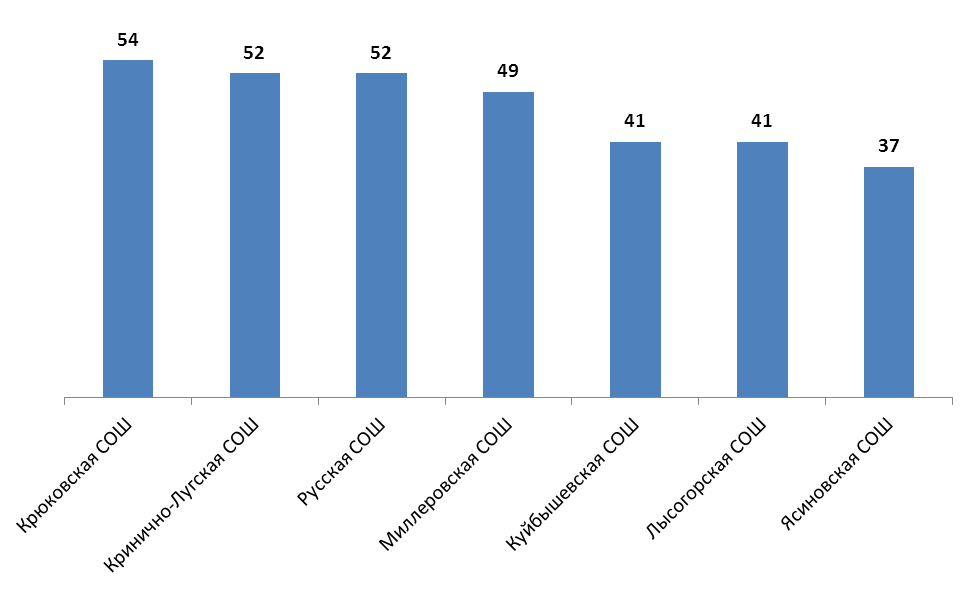 54
52
52
49
41
41
37
Крюковская СОШ
Кринично-Лугская СОШ
Русская СОШ
Миллеровская СОШ
Куйбышевская СОШ
Лысогорская СОШ
Ясиновская СОШ